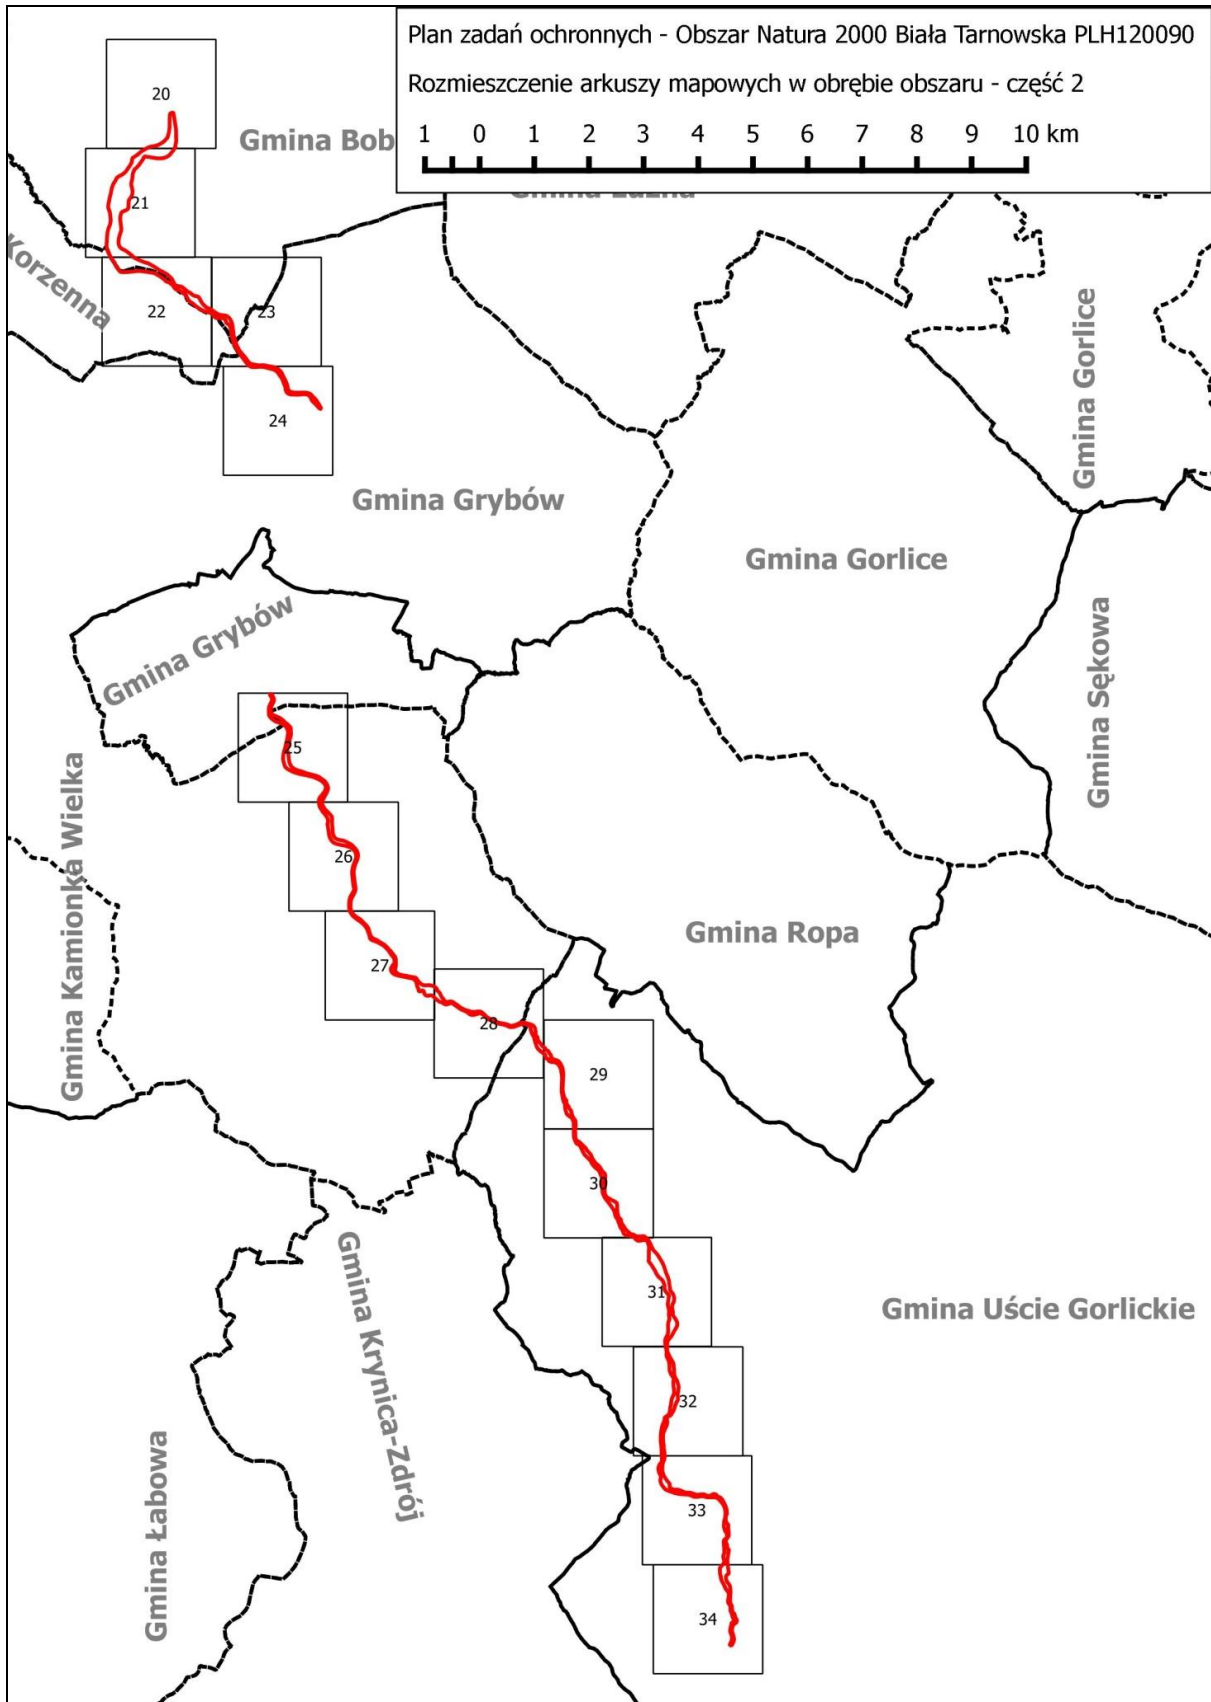 Plan zadań ochronnych - Obszar Natura 2000 Biała Tarnowska PLH120090
Rozmieszczenie arkuszy mapowych w obrębie obszaru - część 2
1 0 1 2 3 4 5 6 7 8 9 10 km
20
Gmina Bob
21
Korzenna
22
23
Gmina Gorlice
24
Gmina Grybów
Gmina Gorlice
Gmina Grybów
Gmina Sękowa
25
Gmina Kamionka Wielka
26
Gmina Ropa
27
28
29
30
Gmina Krynica-Zdrój
31
Gmina Uście Gorlickie
32
Gmina Łabowa
33
34